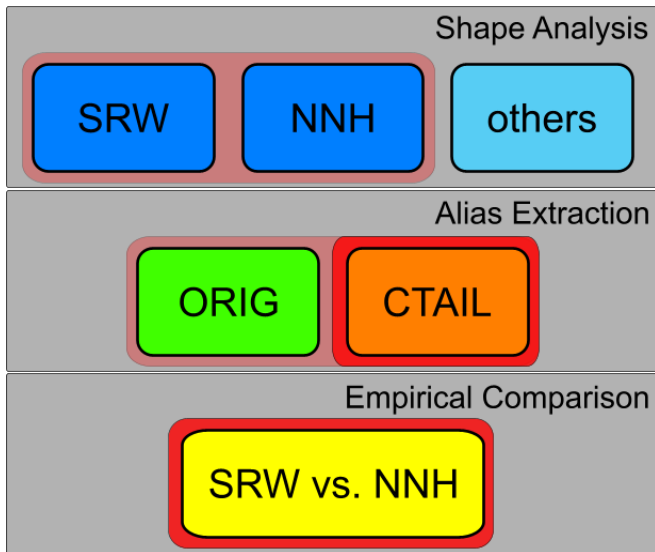 Shape Analysis
SRW NNH others
Alias Extraction
ORIG CTAIL
Empirical Comparison
SRW vs. NNH